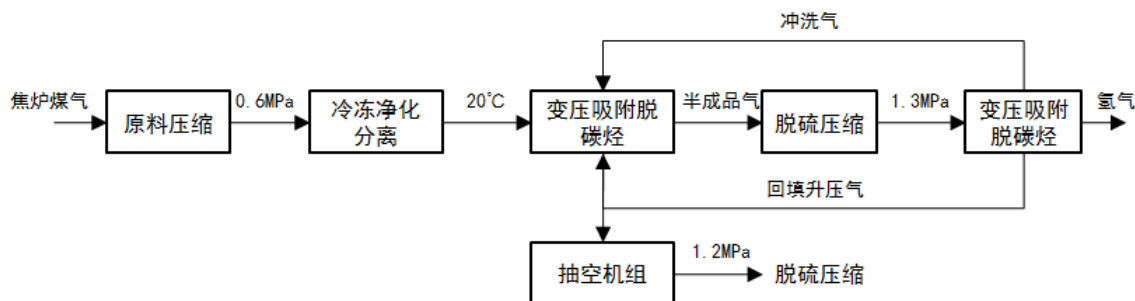 冲洗气
焦炉煤气
0.6MPa
20℃
半成品气
1.3MPa
氢气
原料压缩
冷冻净化
分离
变压吸附脱
碳烃
脱硫压缩
变压吸附
脱碳烃
回填升压气
抽空机组
1.2MPa
脱硫压缩